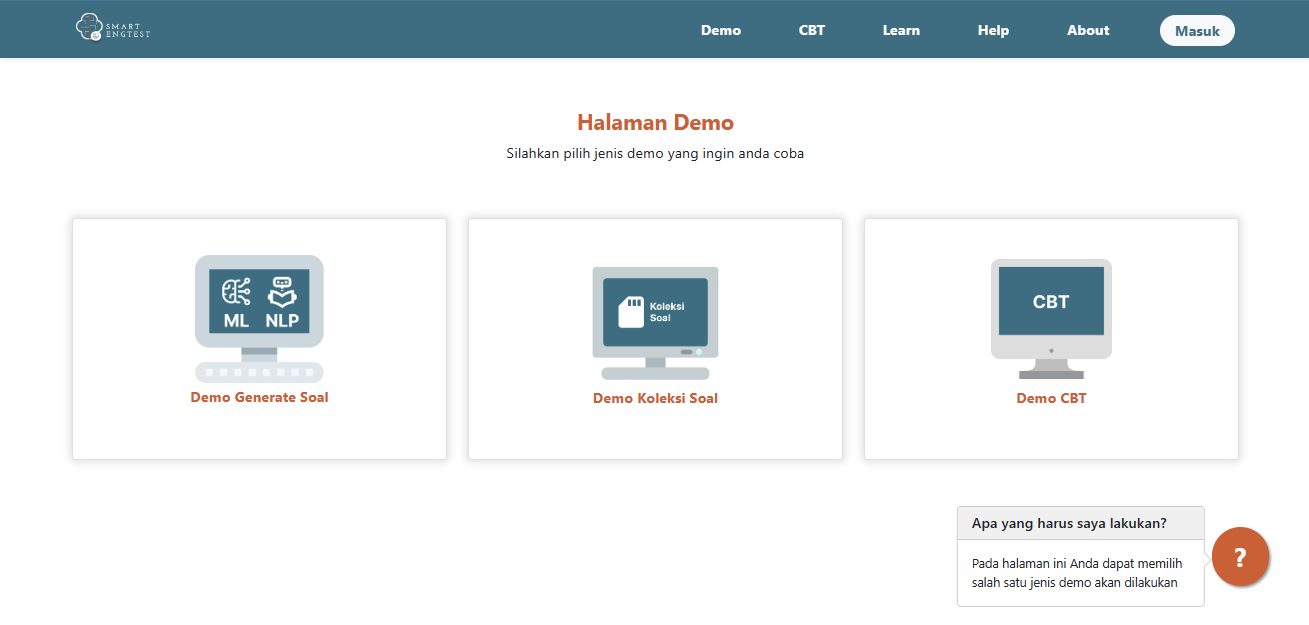 SMART
ENGTEST
Demo
CBT
Learn
Help
About
Masuk
Halaman Demo
Silahkan pilih jenis demo yang ingin anda coba
ML NLP
Demo Generate Soal
Koleksi
Soal
Demo Koleksi Soal
CBT
Demo CBT
Apa yang harus saya lakukan?
Pada halaman ini Anda dapat memilih
salah satu jenis demo akan dilakukan
?